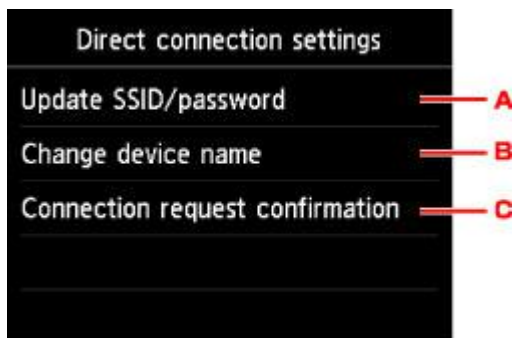 Direct connection settings
Update SSID/password A
Change device name B
Connection request confirmation C